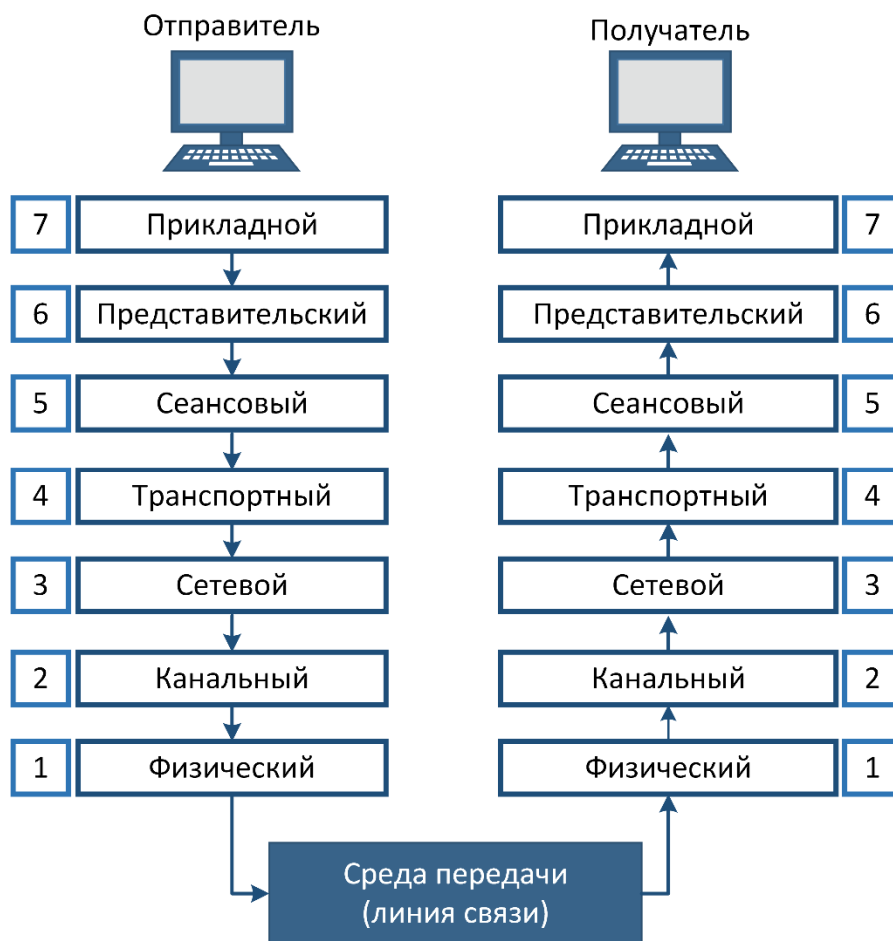 Отправитель
Получатель
7 Прикладной
Прикладной 7
6 Представительский
Представительский 6
5 Сеансовый
Сеансовый 5
4 Транспортный
Транспортный 4
3 Сетевой
Сетевой 3
2 Канальный
Канальный 2
1 Физический
Физический 1
Среда передачи
(линия связи)